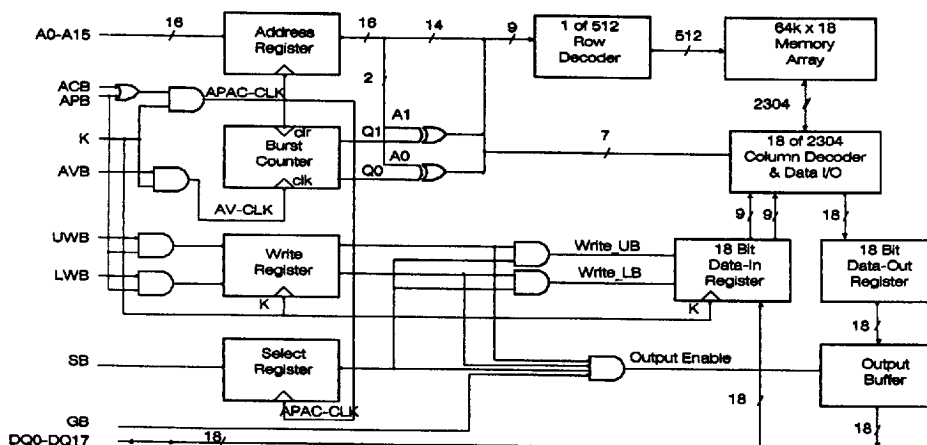 A0-A15
16
Address
Register
16
14
9
1 of 512
Row
Decoder
512
64k x 18
Memory
Array
2
2304
ACB
APB
APAC-CLK
K
clr
Burst
Counter
clk
Q1
A1
Q0
A0
7
18 of 2304
Column Decoder
& Data I/O
AVB
AV-CLK
9
9
18
UWB
LWB
Write
Register
K
Write_UB
Write_LB
18 Bit
Data-In
Register
K
18 Bit
Data-Out
Register
18
SB
Select
Register
APAC-CLK
Output Enable
Output
Buffer
18
18
GB
DQ0-DQ17
18